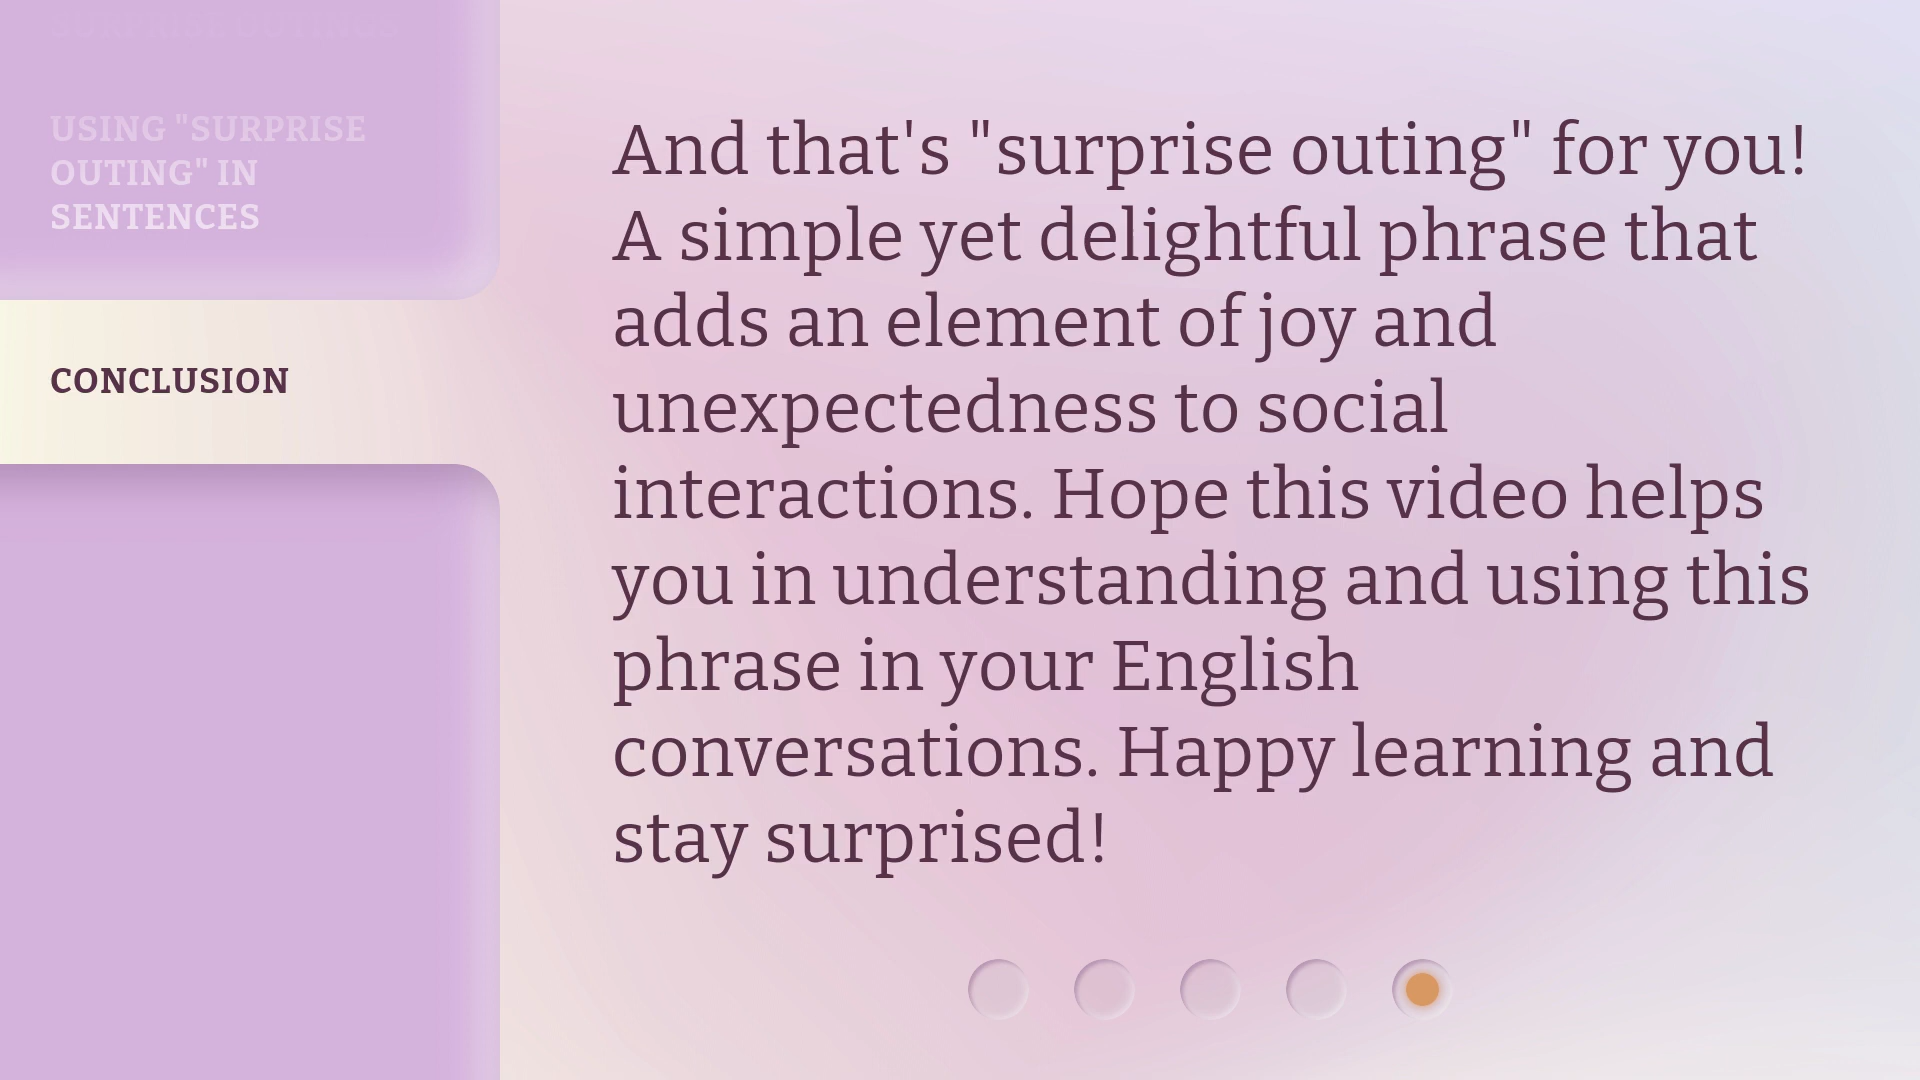 SURPRISE OUTINGS
USING "SURPRISE
OUTING" IN
SENTENCES
CONCLUSION
And that's "surprise outing" for you!
A simple yet delightful phrase that
adds an element of joy and
unexpectedness to social
interactions. Hope this video helps
you in understanding and using this
phrase in your English
conversations. Happy learning and
stay surprised!